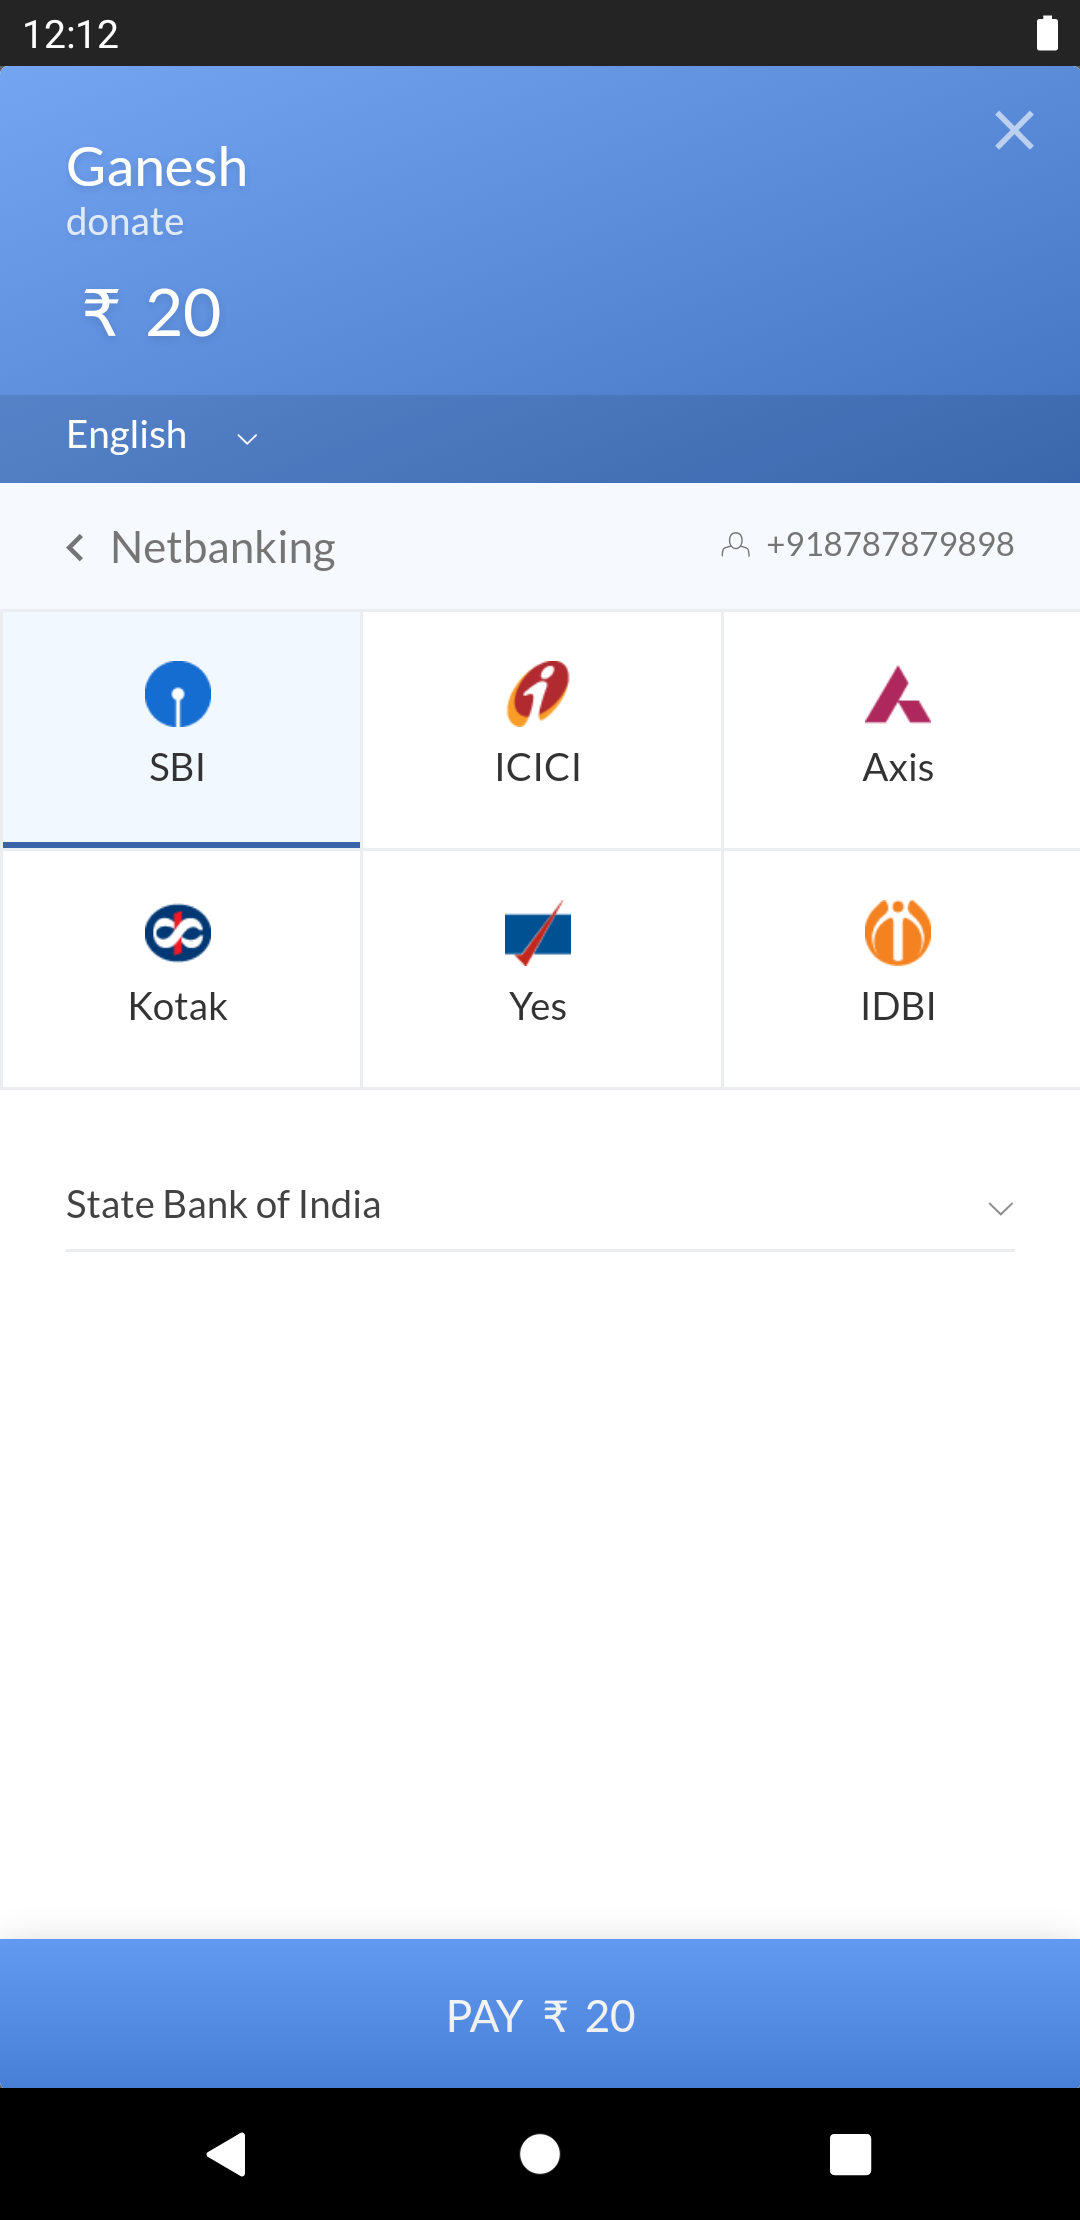 12:12
Ganesh
donate
₹ 20
English
Netbanking
+918787879898
SBI
ICICI
Axis
Kotak
Yes
IDBI
State Bank of India
PAY ₹ 20